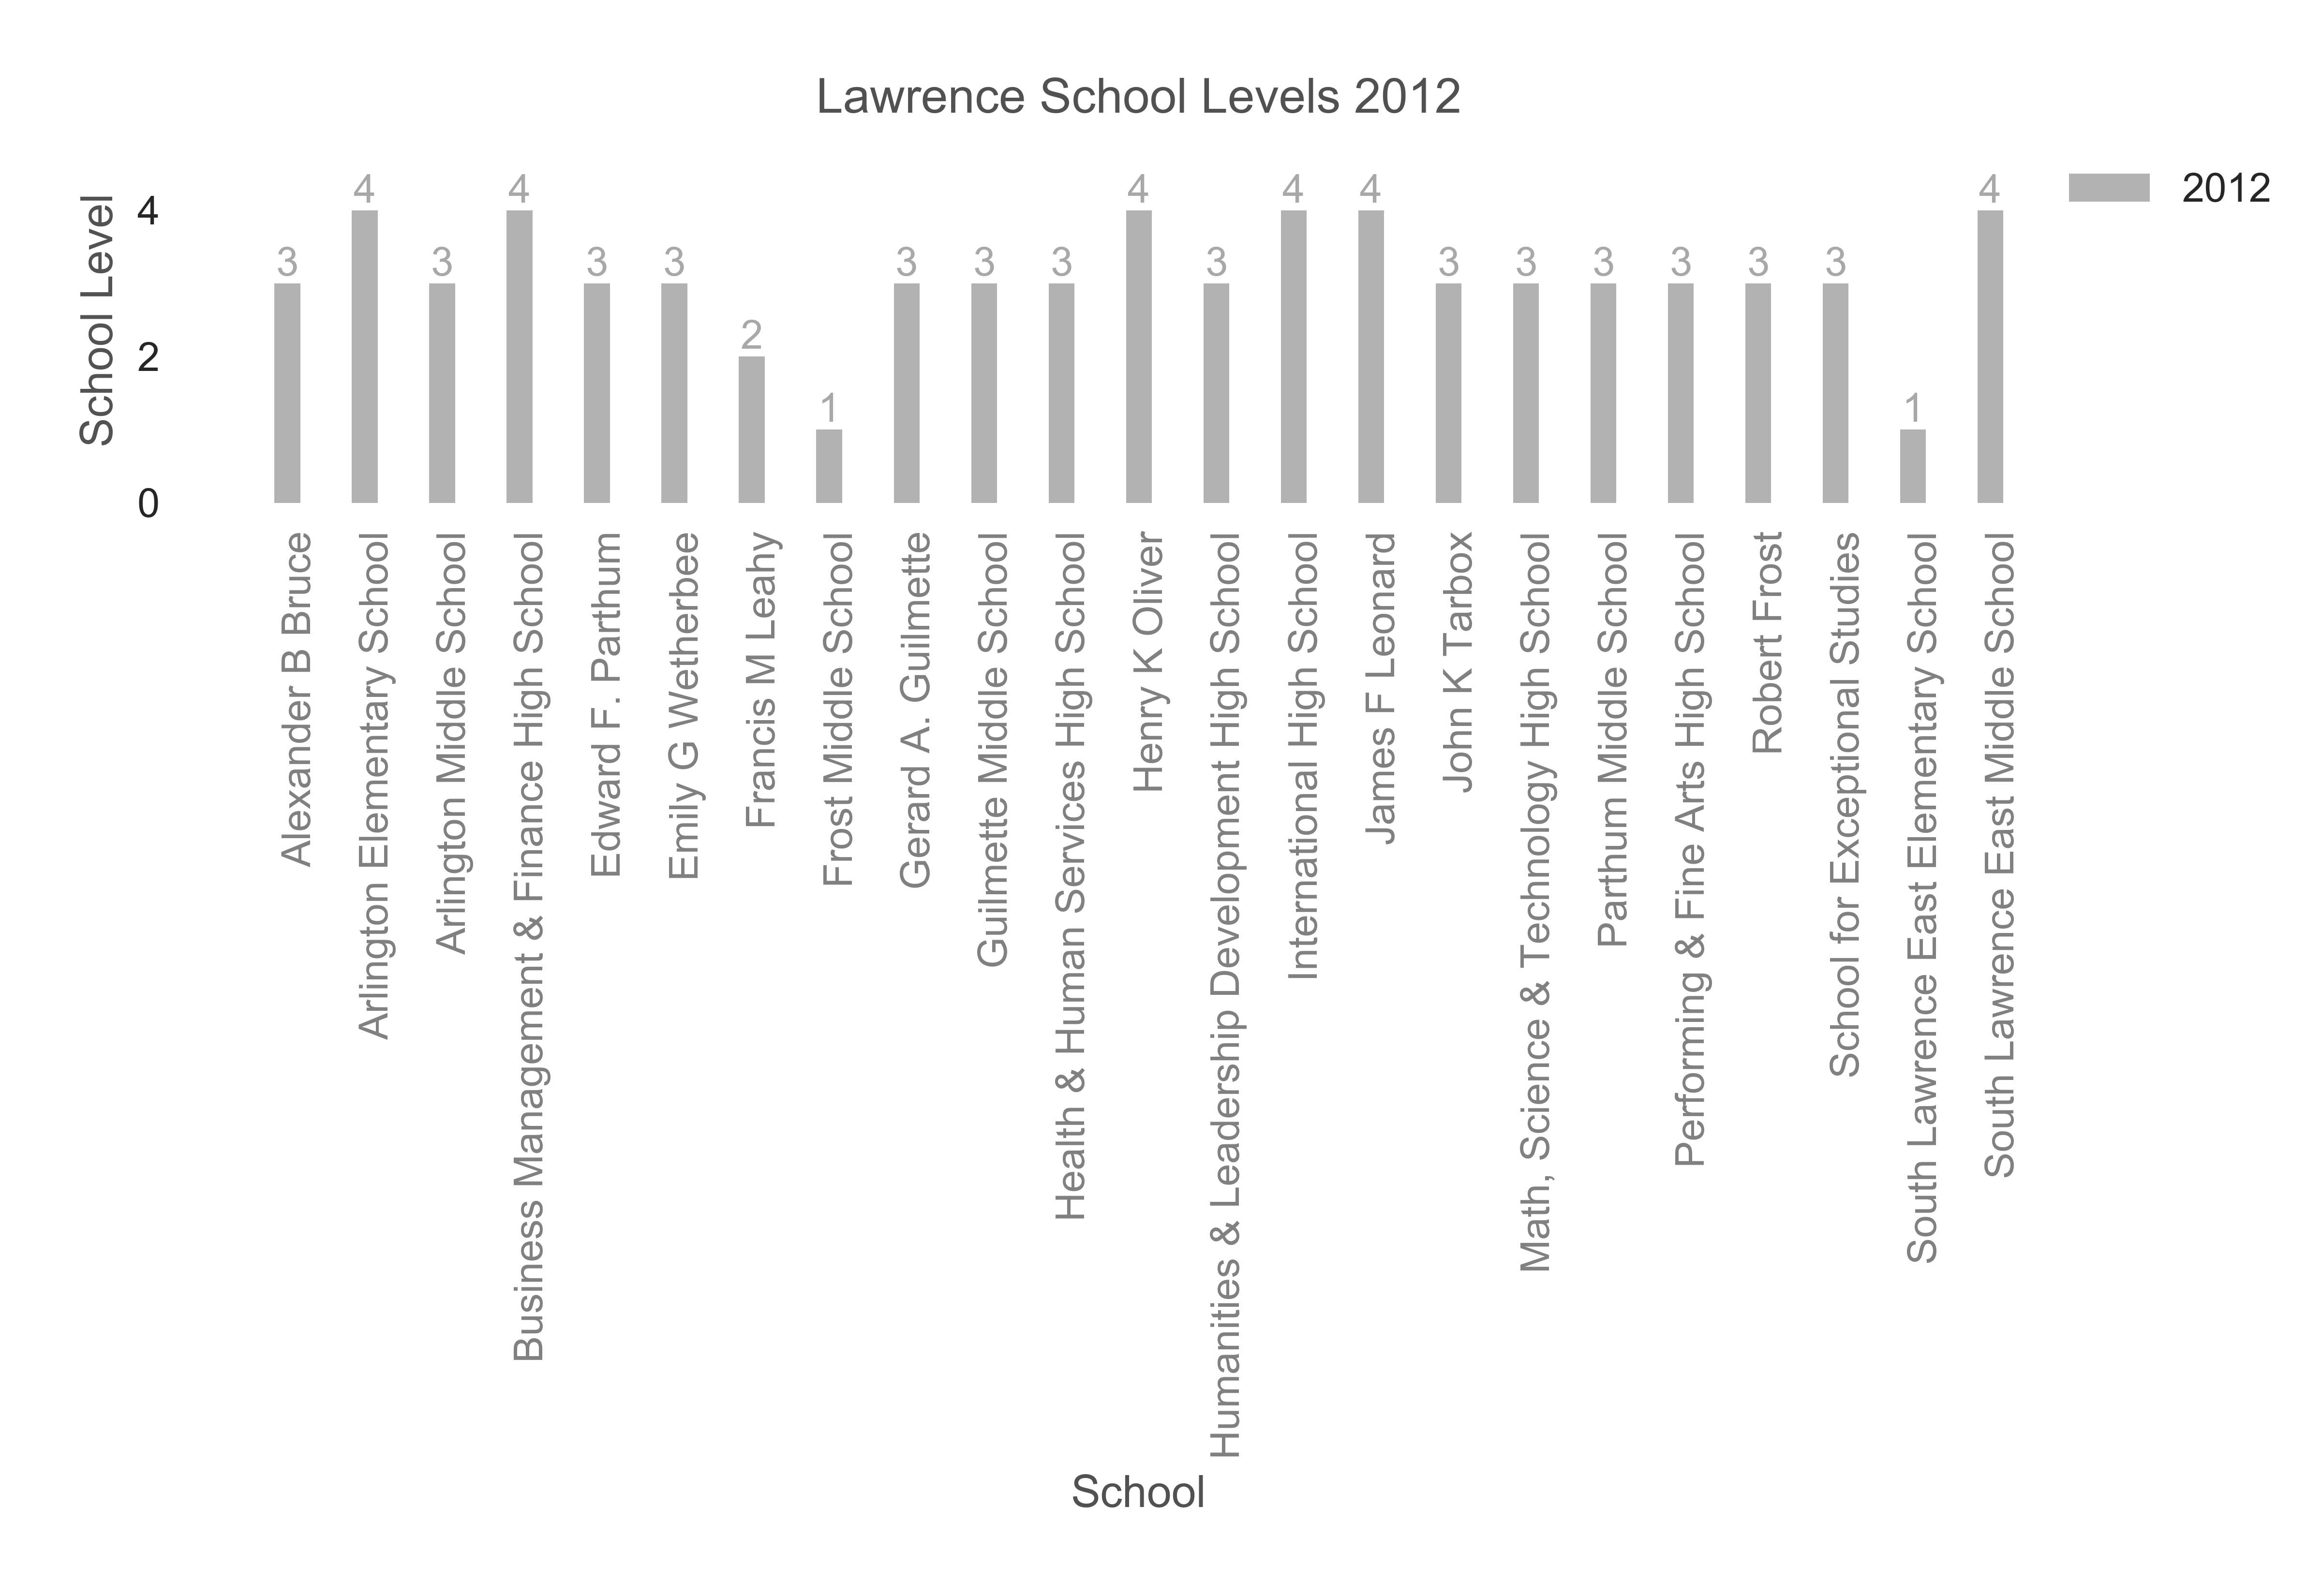 Lawrence School Levels 2012
2012
School Level
4
2
0
3
4
3
4
3
3
2
1
3
3
3
4
3
4
4
3
3
3
3
3
3
1
4
Alexander B Bruce
Arlington Elementary School
Arlington Middle School
Business Management & Finance High School
Edward F. Parthum
Emily G Wetherbee
Francis M Leahy
Frost Middle School
Gerard A. Guilmette
Guilmette Middle School
Health & Human Services High School
Henry K Oliver
Humanities & Leadership Development High School
International High School
James F Leonard
John K Tarbox
Math, Science & Technology High School
Parthum Middle School
Performing & Fine Arts High School
Robert Frost
School for Exceptional Studies
South Lawrence East Elementary School
South Lawrence East Middle School
School